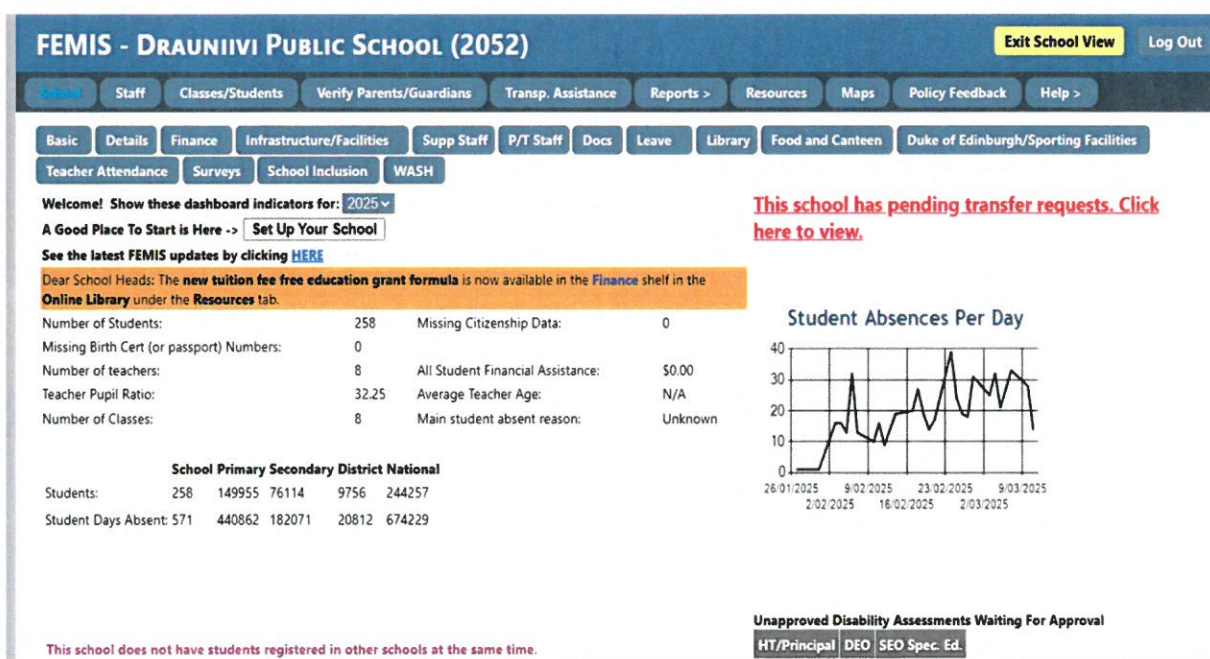 FEMIS - DRAUNIIVI PUBLIC SCHOOL (2052)
Exit School View
Log Out
School
Staff
Classes/Students
Verify Parents/Guardians
Transp. Assistance
Reports >
Resources
Maps
Policy Feedback
Help >
Basic
Details
Finance
Infrastructure/Facilities
Supp Staff
P/T Staff
Docs
Leave
Library
Food and Canteen
Duke of Edinburgh/Sporting Facilities
Teacher Attendance
Surveys
School Inclusion
WASH
Welcome! Show these dashboard indicators for: 2025
A Good Place To Start is Here -> Set Up Your School
See the latest FEMIS updates by clicking HERE
Dear School Heads: The new tuition fee free education grant formula is now available in the Finance shelf in the
Online Library under the Resources tab.
This school has pending transfer requests. Click
here to view.
Number of Students: 258 Missing Citizenship Data: 0
Missing Birth Cert (or passport) Numbers: 0
Number of teachers: 8 All Student Financial Assistance: $0.00
Teacher Pupil Ratio: 32.25 Average Teacher Age: N/A
Number of Classes: 8 Main student absent reason: Unknown
School Primary Secondary District National
Students: 258 149955 76114 9756 244257
Student Days Absent: 571 440862 182071 20812 674229
Student Absences Per Day
40
30
20
10
0
26/01/2025 9/02/2025 23/02/2025 9/03/2025
2/02/2025 16/02/2025 2/03/2025
Unapproved Disability Assessments Waiting For Approval
HT/Principal DEO SEO Spec. Ed.
This school does not have students registered in other schools at the same time.